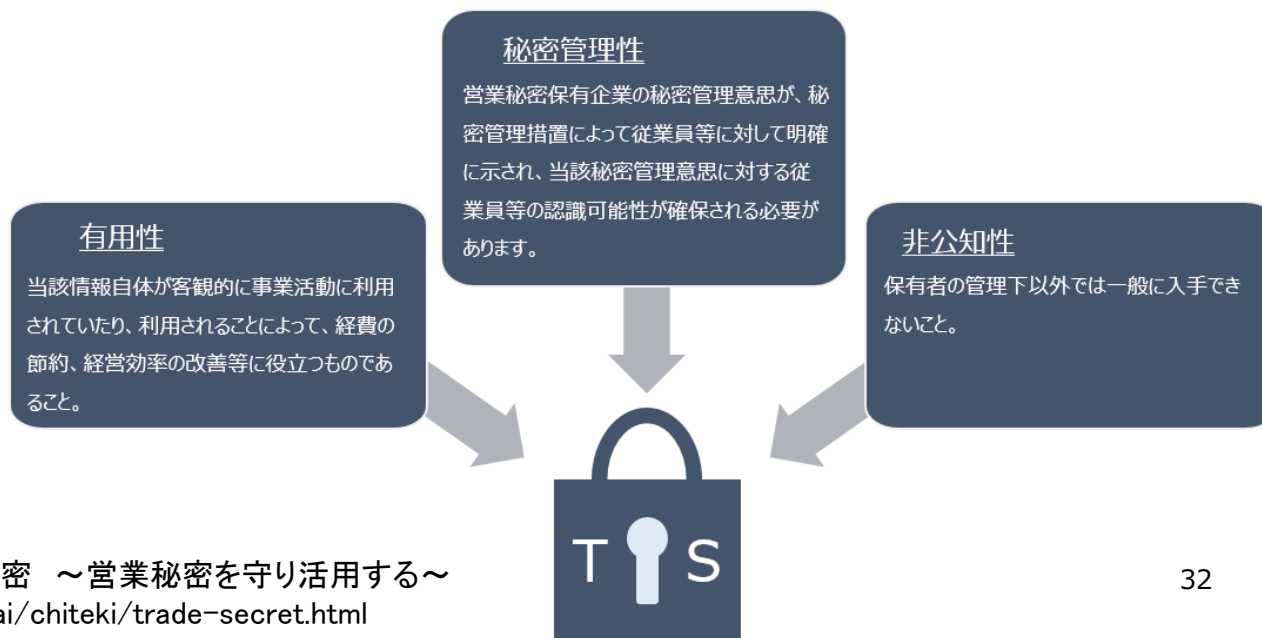 秘密管理性
営業秘密保有企業の秘密管理意思が、秘
密管理措置によって従業員等に対して明確
に示され、当該秘密管理意思に対する従
業員等の認識可能性が確保される必要が
あります。
有用性
当該情報自体が客観的に事業活動に利用
されていたり、利用されることによって、経費の
節約、経営効率の改善等に役立つものであ
ること。
非公知性
保有者の管理下以外では一般に入手でき
ないこと。
T S
密 ～営業秘密を守り活用する～
ai/chiteki/trade-secret.html
32